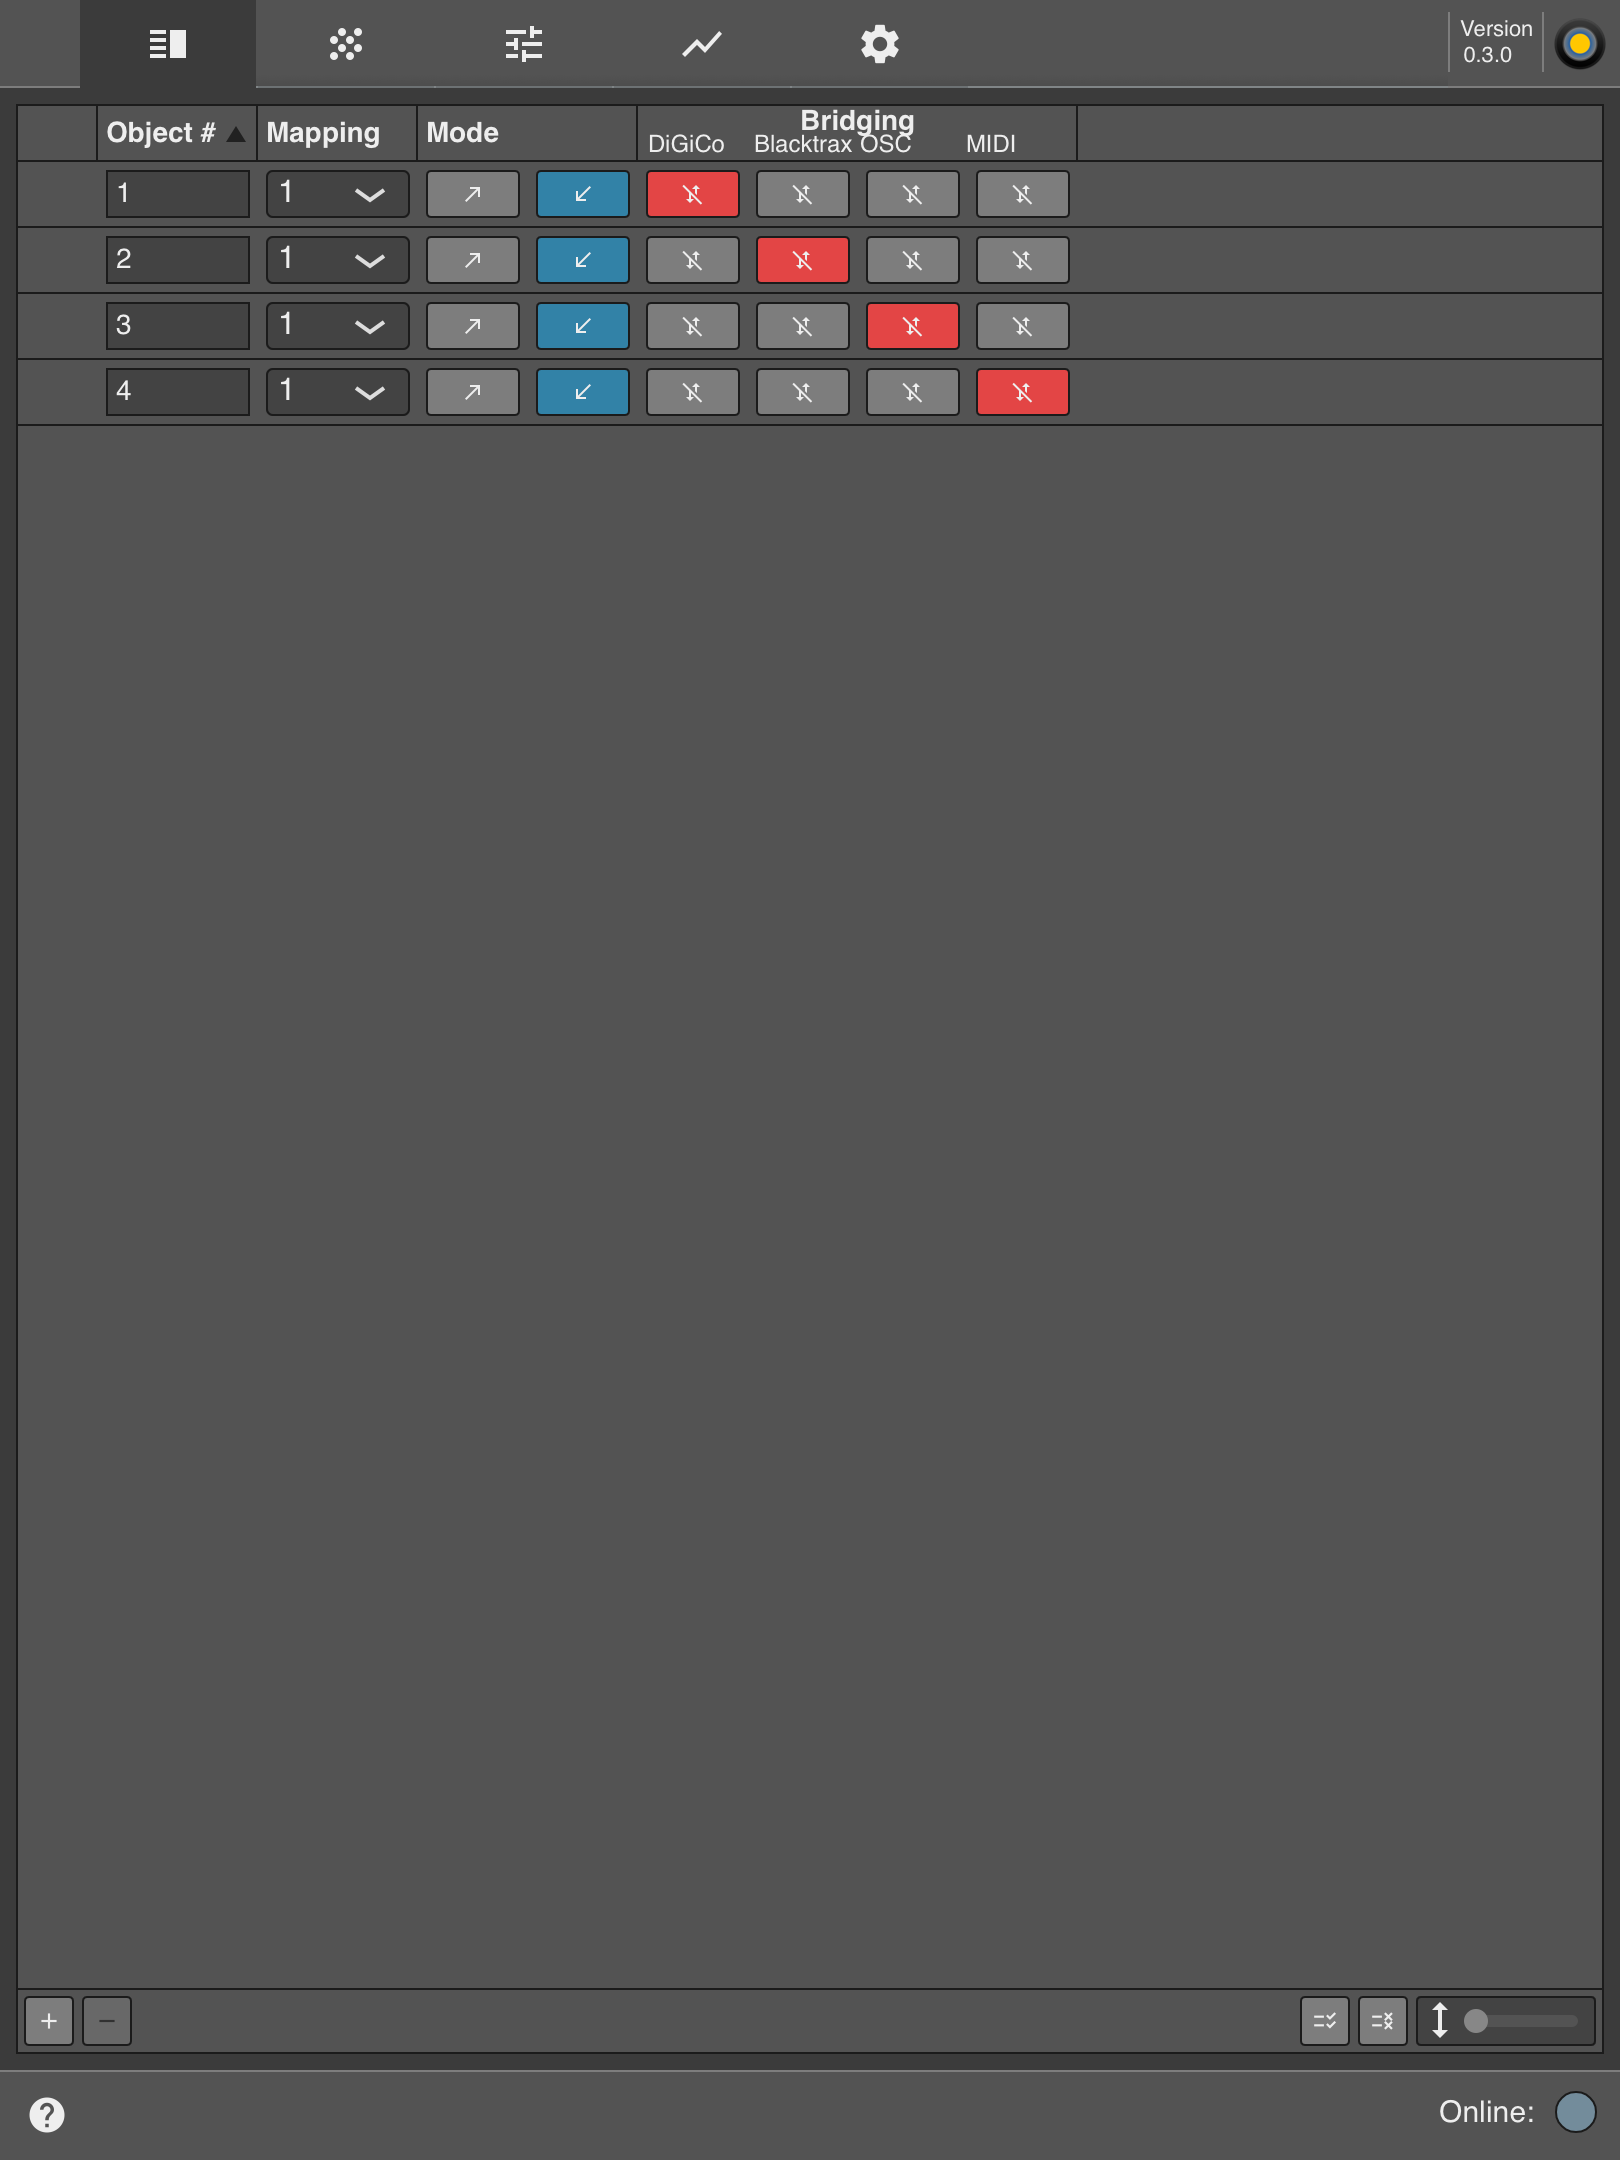 Version
0.3.0
Object # Mapping Mode Bridging
DiGiCo Blacktrax OSC MIDI
1 1
2 1
3 1
4 1
Online: